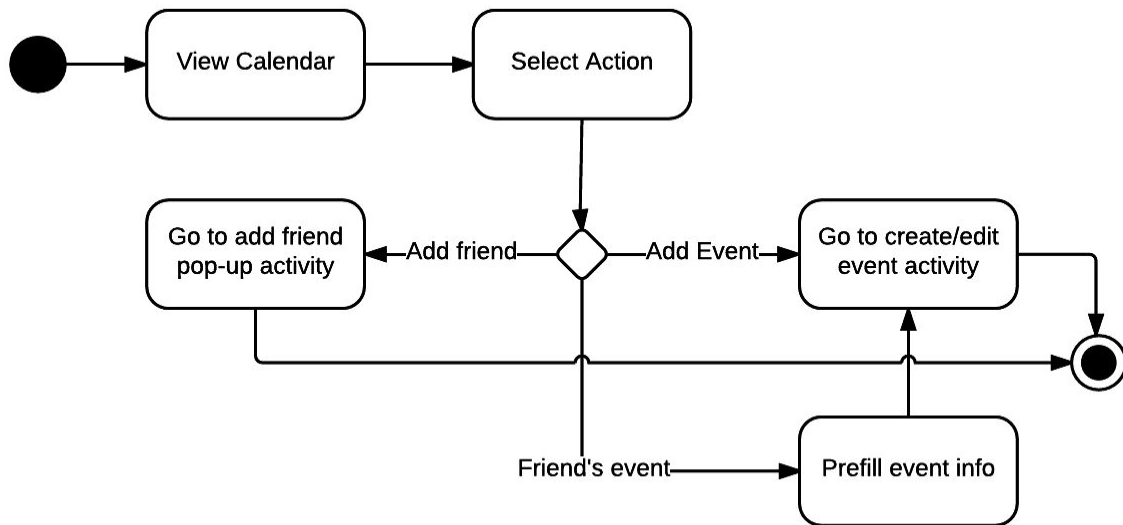 View Calendar
Select Action
Go to add friend
pop-up activity
Add friend
Add Event
Go to create/edit
event activity
Friend's event
Prefill event info